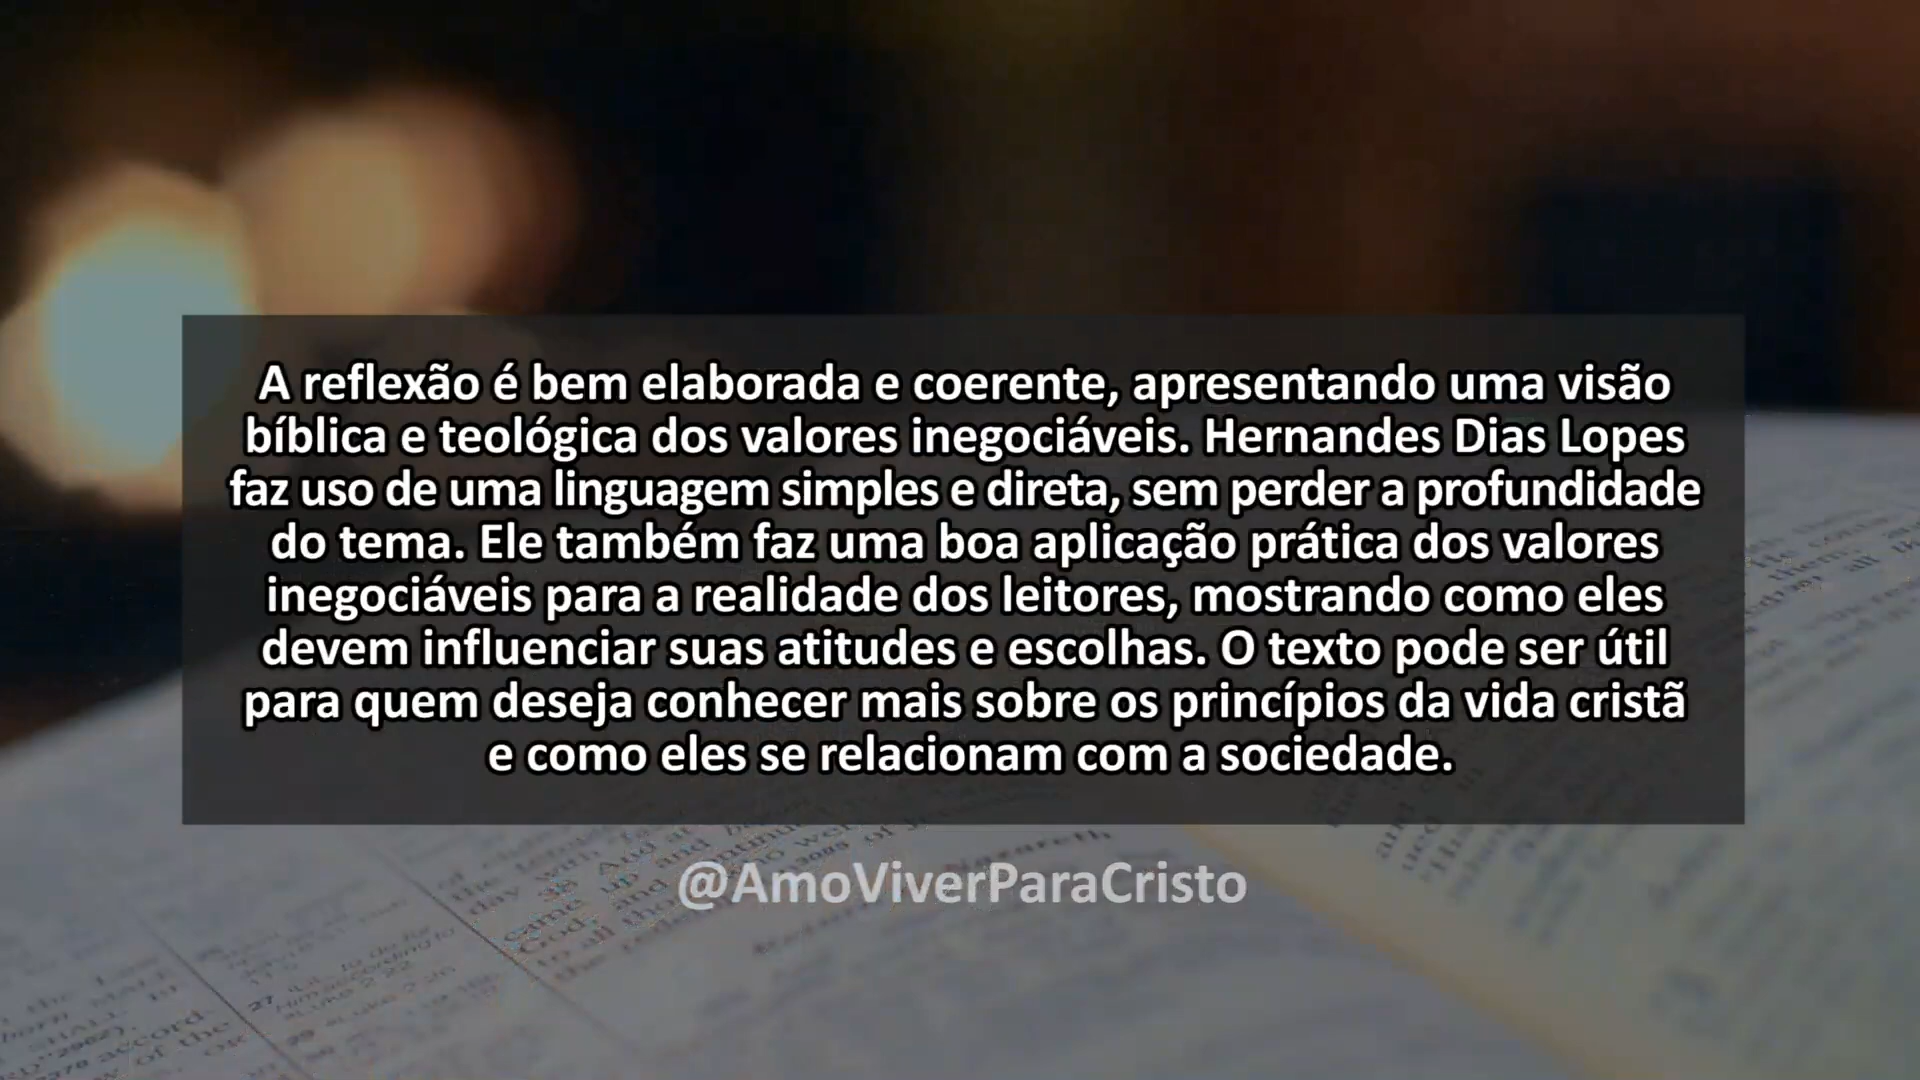 A reflexão é bem elaborada e coerente, apresentando uma visão
bíblica e teológica dos valores inegociáveis. Hernandes Dias Lopes
faz uso de uma linguagem simples e direta, sem perder a profundidade
do tema. Ele também faz uma boa aplicação prática dos valores
inegociáveis para a realidade dos leitores, mostrando como eles
devem influenciar suas atitudes e escolhas. O texto pode ser útil
para quem deseja conhecer mais sobre os princípios da vida cristã
e como eles se relacionam com a sociedade.
@AmoViverParaCristo